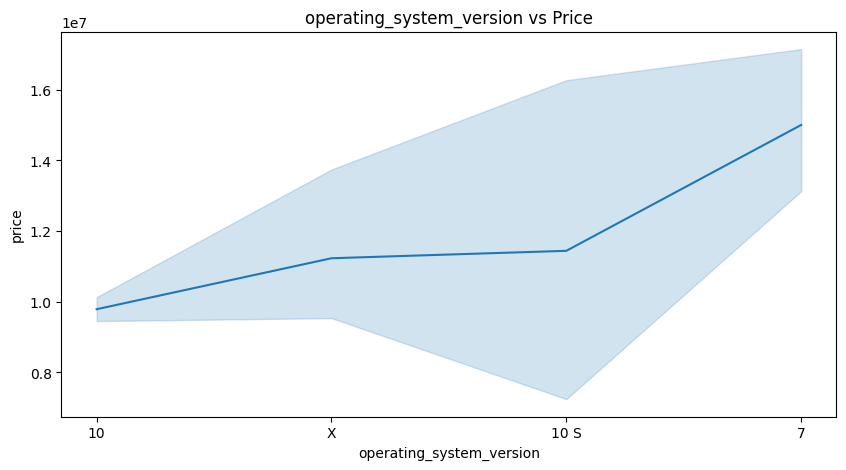 operating_system_version vs Price
1e7
1.6
1.4
1.2
1.0
0.8
price
10 X 10 S 7
operating_system_version